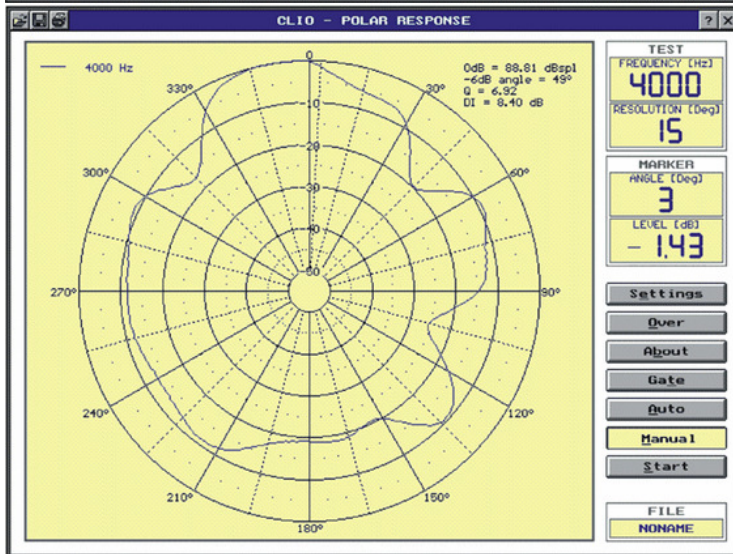 CLIO - POLAR RESPONSE
? ×
4000 Hz
0dB = 88.81 dBspl
-6dB angle = 49°
Q = 6.92
DI = 8.40 dB
0
330°
30°
10
300°
20
60°
30
40
50
270°
90°
240°
120°
210°
150°
180°
TEST
FREQUENCY [Hz]
4000
RESOLUTION [Deg]
15
MARKER
ANGLE [Deg]
3
LEVEL [dB]
-1.43
Settings
Over
About
Gate
Auto
Manual
Start
FILE
NONAME